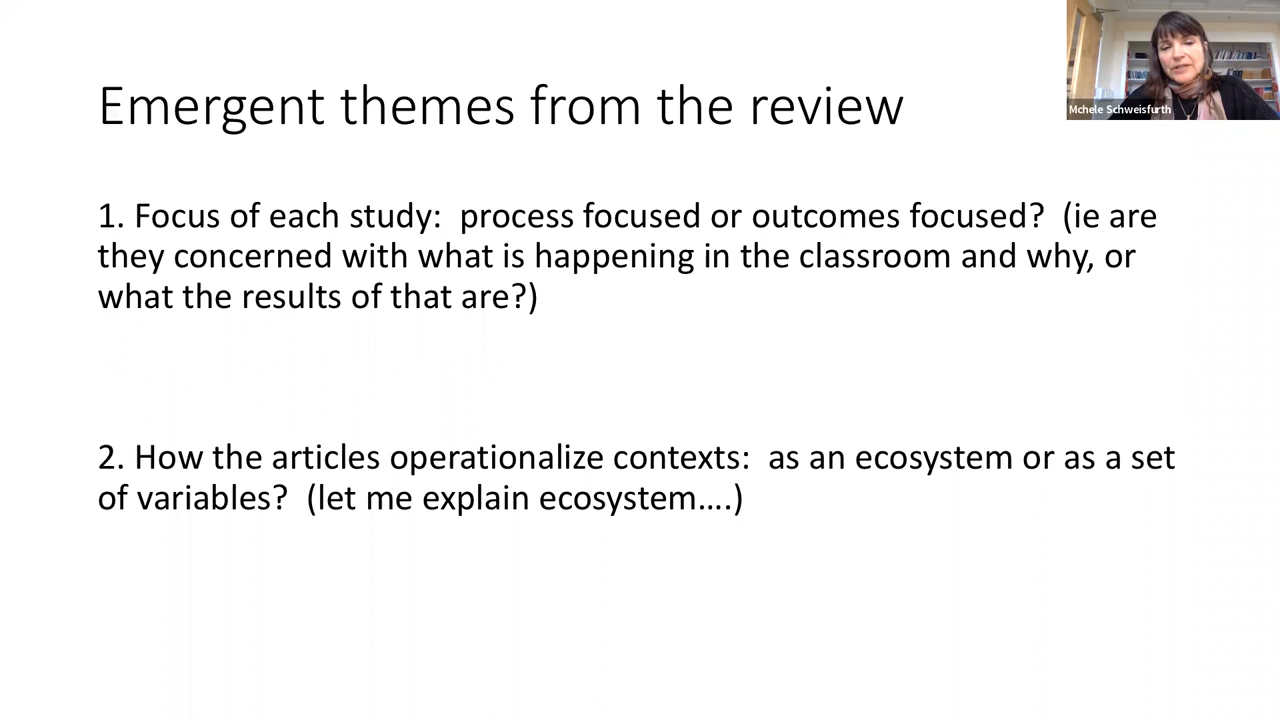 Emergent themes from the review
Mchele Schweisfurth
1. Focus of each study:  process focused or outcomes focused?  (ie are
they concerned with what is happening in the classroom and why, or
what the results of that are?)
2. How the articles operationalize contexts:  as an ecosystem or as a set
of variables?  (let me explain ecosystem….)